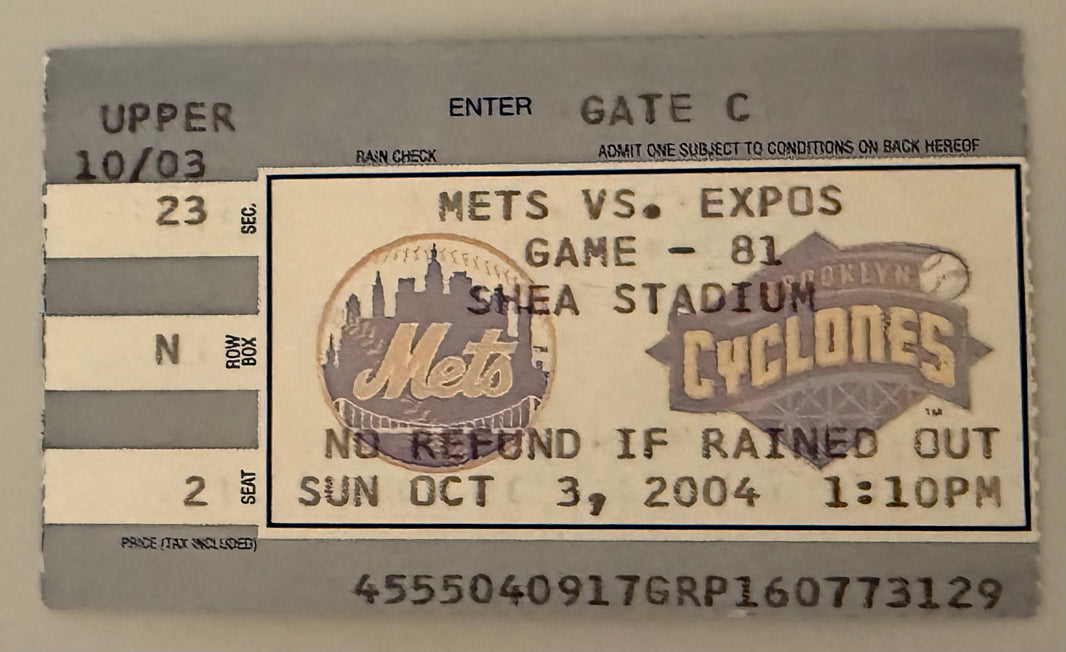 UPPER
ENTER GATE C
10/03
RAIN CHECK
ADMIT ONE SUBJECT TO CONDITIONS ON BACK HEREOF
23 SEC.
N ROW BOX
2 SEAT
PRICE (TAX INCLUDED)
METS VS. EXPOS
GAME - 81
SHEA STADIUM
Mets
BROOKLYN
CYCLONES
TM
NO REFUND IF RAINED OUT
SUN OCT 3, 2004 1:10PM
4555040917GRP160773129